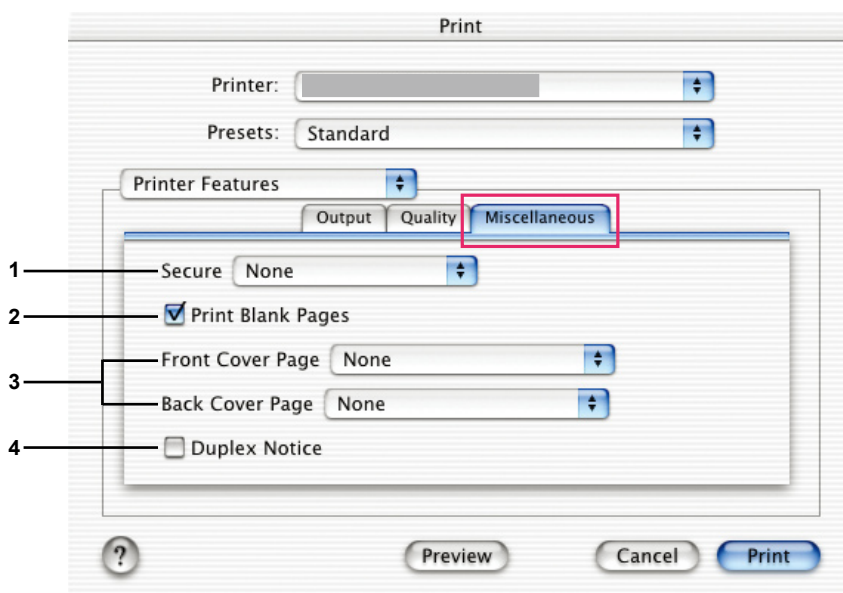 Print
Printer:
Presets: Standard
Printer Features
Output Quality Miscellaneous
1 Secure None
2 Print Blank Pages
Front Cover Page None
3
Back Cover Page None
4 Duplex Notice
? Preview Cancel Print